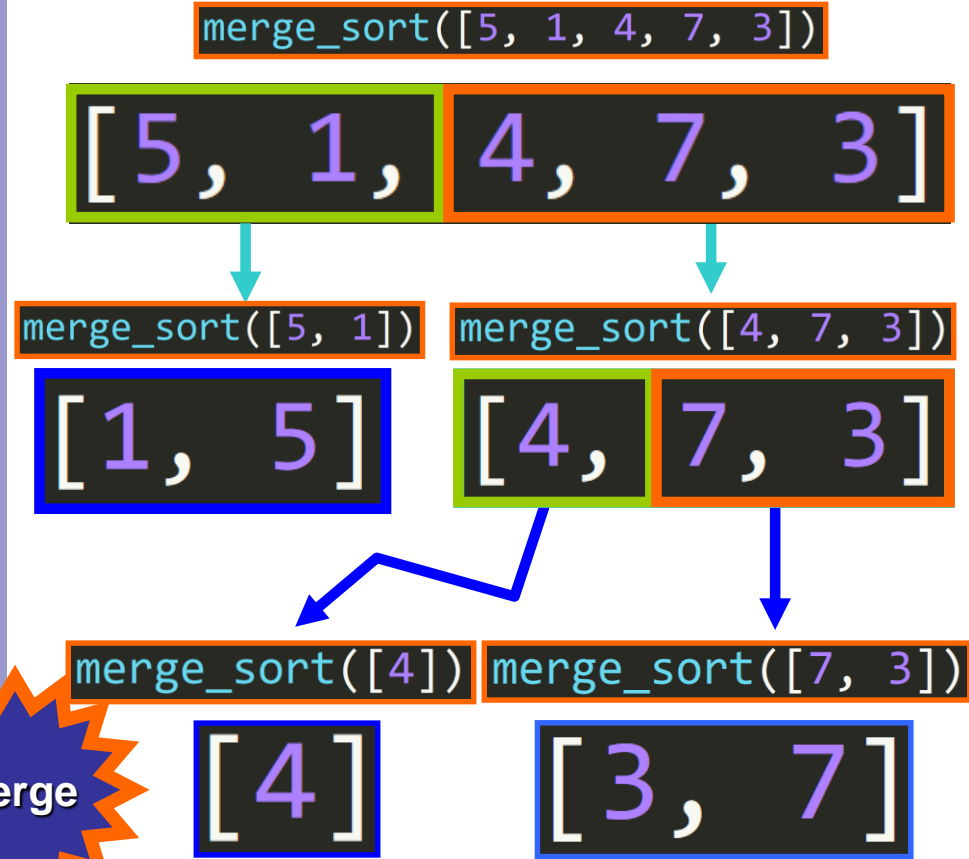 merge_sort([5, 1, 4, 7, 3])
[5, 1, 4, 7, 3]
merge_sort([5, 1]) merge_sort([4, 7, 3])
[1, 5] [4, 7, 3]
merge_sort([4]) merge_sort([7, 3])
[4] [3, 7]
erge